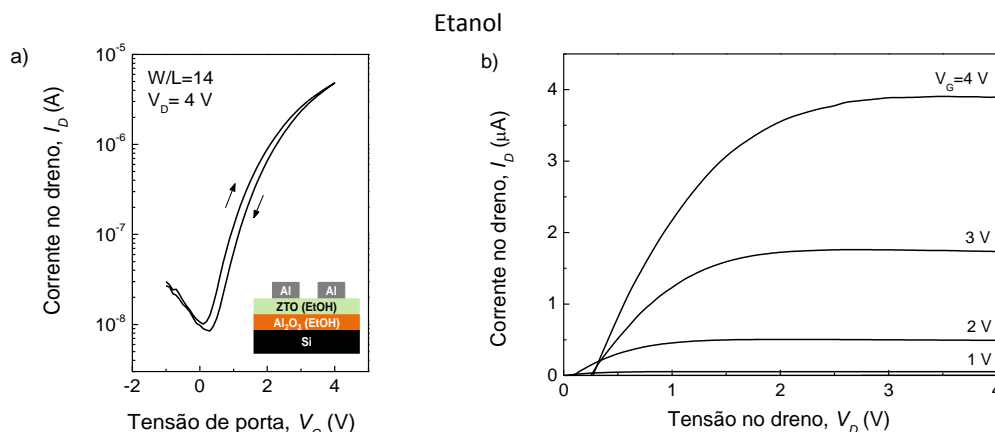 Etanol
a)
W/L=14
V_D= 4 V
Corrente no dreno, I_D (A)
10^-5
10^-6
10^-7
10^-8
Al Al
ZTO (EtOH)
Al₂O₃ (EtOH)
Si
-2 0 2 4
Tensão de porta, V_G (V)
b)
V_G=4 V
3 V
2 V
1 V
Corrente no dreno, I_D (μA)
4
3
2
1
0
0 1 2 3 4
Tensão no dreno, V_D (V)